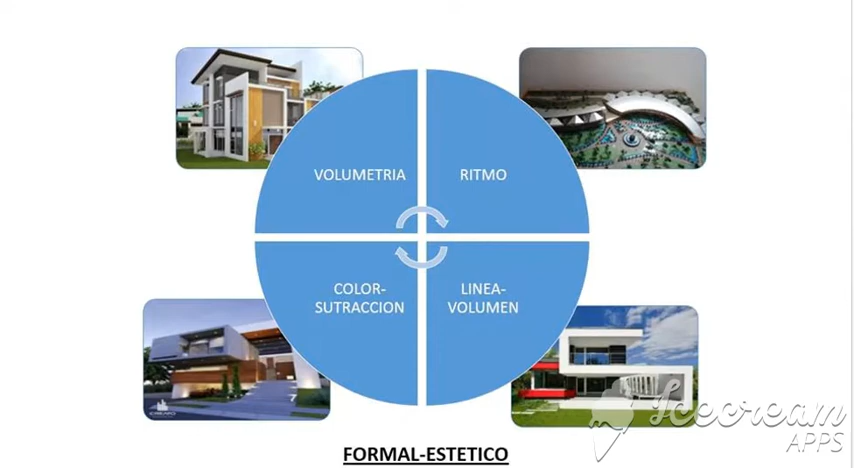 VOLUMETRIA
RITMO
COLOR-
SUTRACCION
LINEA-
VOLUMEN
FORMAL-ESTETICO
Icecream
APPS